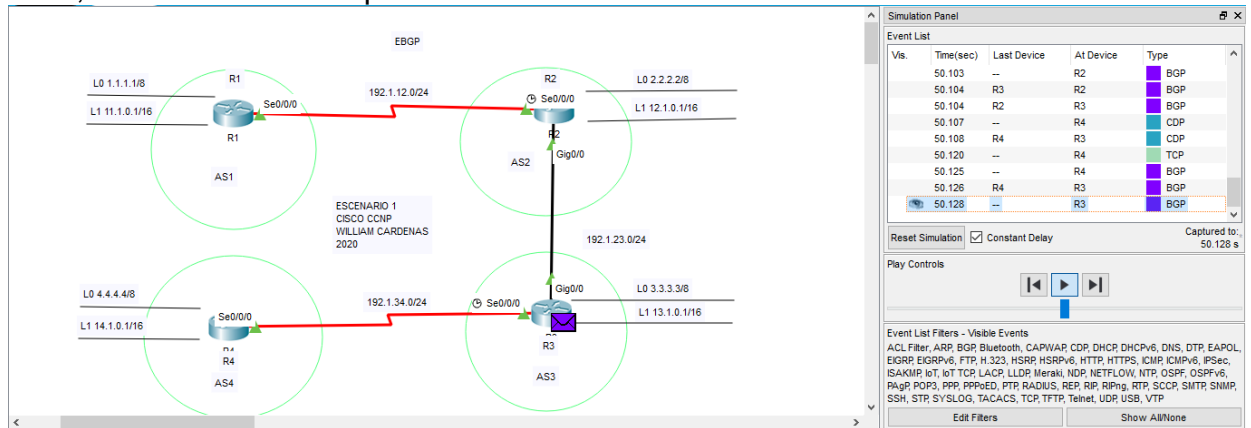 EBGP
R1
L0 1.1.1.1/8
L1 11.1.0.1/16
Se0/0/0
R1
AS1
192.1.12.0/24
R2
L0 2.2.2.2/8
Se0/0/0
L1 12.1.0.1/16
R2
Gig0/0
AS2
ESCENARIO 1
CISCO CCNP
WILLIAM CARDENAS
2020
192.1.23.0/24
L0 4.4.4.4/8
L1 14.1.0.1/16
Se0/0/0
R4
R4
AS4
192.1.34.0/24
Gig0/0
Se0/0/0
L0 3.3.3.3/8
L1 13.1.0.1/16
R3
AS3
Simulation Panel
Event List
Vis. Time(sec) Last Device At Device Type
50.103 -- R2 BGP
50.104 R3 R2 BGP
50.104 R2 R3 BGP
50.107 -- R4 CDP
50.108 R4 R3 CDP
50.120 -- R4 TCP
50.125 -- R4 BGP
50.126 R4 R3 BGP
50.128 -- R3 BGP
Reset Simulation Constant Delay Captured to:
50.128 s
Play Controls
Event List Filters - Visible Events
ACL Filter, ARP, BGP, Bluetooth, CAPWAP, CDP, DHCP, DHCPv6, DNS, DTP, EAPOL,
EIGRP, EIGRPv6, FTP, H.323, HSRP, HSRPv6, HTTP, HTTPS, ICMP, ICMPv6, IPSec,
ISAKMP, IoT, IoT TCP, LACP, LLDP, Meraki, NDP, NETFLOW, NTP, OSPF, OSPFv6,
PAgP, POP3, PPP, PPPoED, PTP, RADIUS, REP, RIP, RIPng, RTP, SCCP, SMTP, SNMP,
SSH, STP, SYSLOG, TACACS, TCP, TFTP, Telnet, UDP, USB, VTP
Edit Filters Show All/None